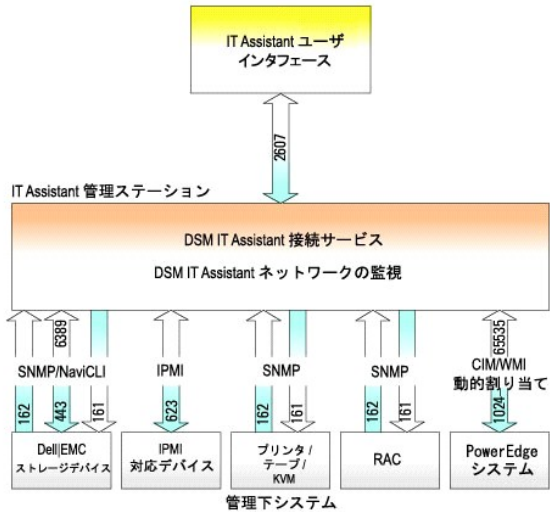 IT Assistant ユーザ
インタフェース
2607
IT Assistant 管理ステーション
DSM IT Assistant 接続サービス
DSM IT Assistant ネットワークの監視
6389
65535
SNMP/NaviCLI
IPMI
SNMP
SNMP
CIM/WMI
動的割り当て
162
443
161
623
162
161
162
161
1024
Dell|EMC
ストレージデバイス
IPMI
対応デバイス
プリンタ /
テープ /
KVM
RAC
PowerEdge
システム
管理下システム